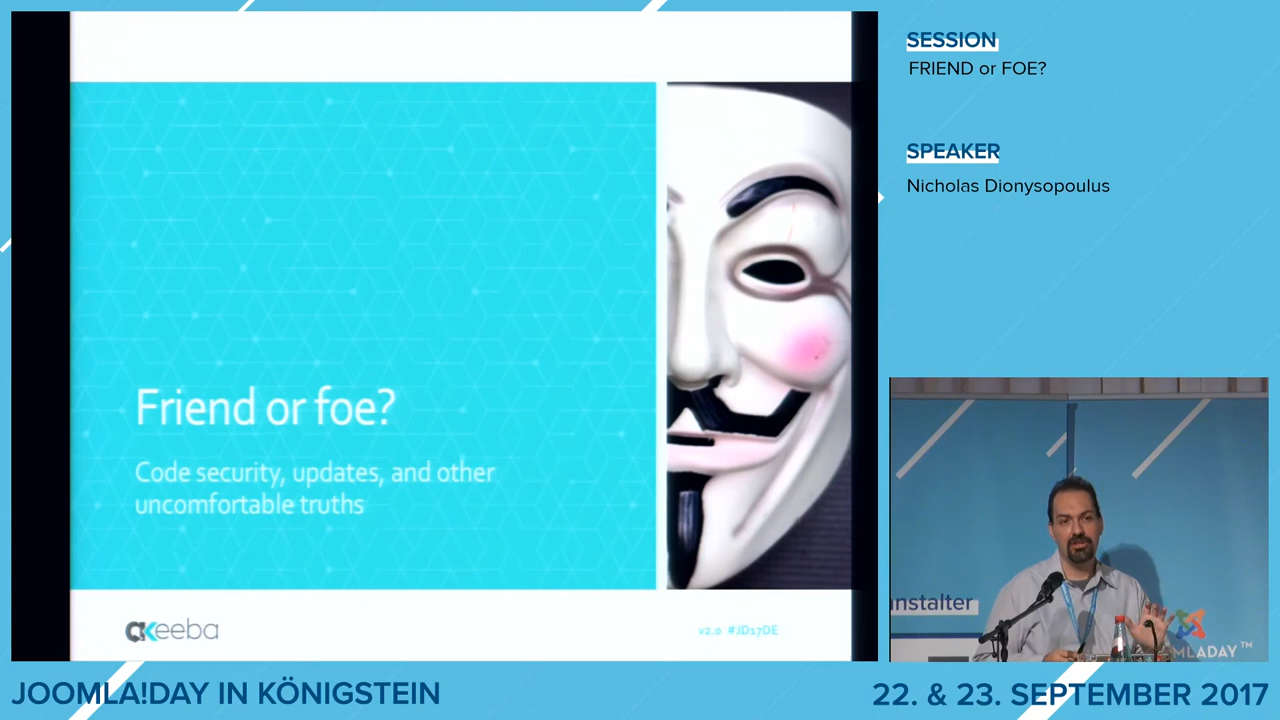 Friend or foe?
Code security, updates, and other
uncomfortable truths
akeeba
v2.0 #JD17DE
SESSION
FRIEND or FOE?
SPEAKER
Nicholas Dionysopoulus
nstalter
MLADAY™
JOOMLA!DAY IN KÖNIGSTEIN
22. & 23. SEPTEMBER 2017